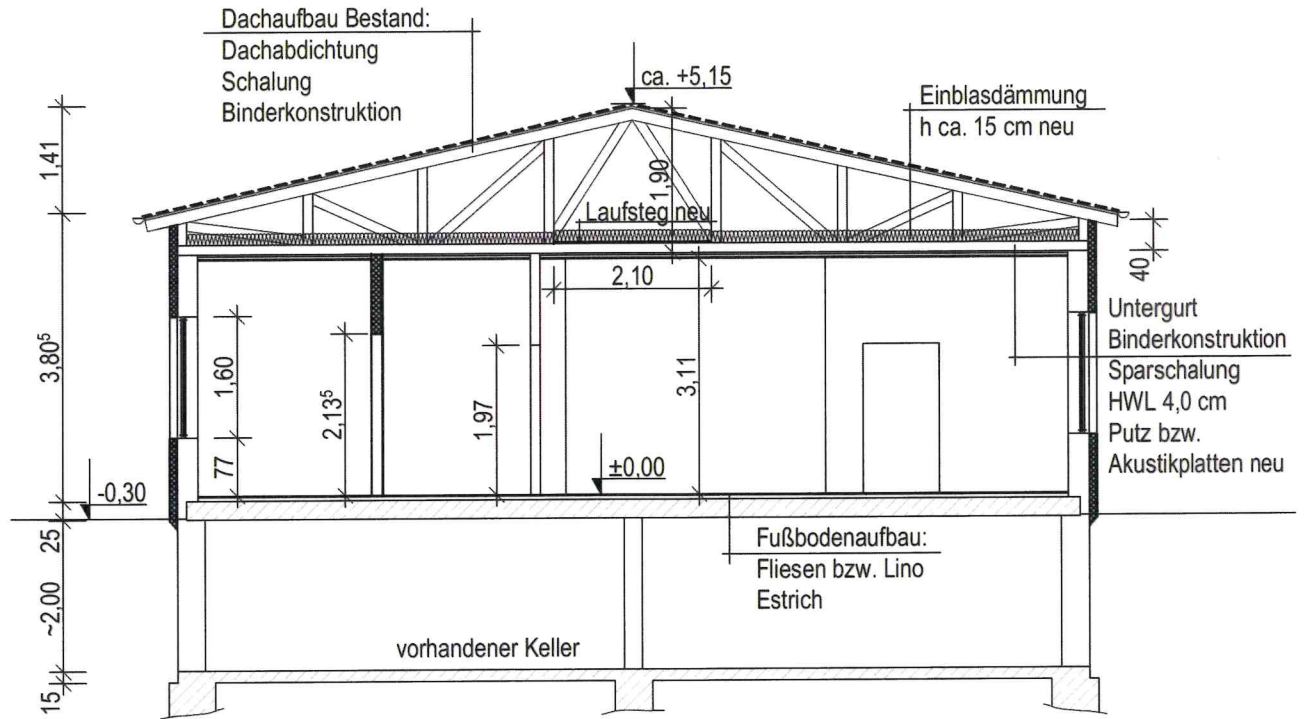 Dachaufbau Bestand:
Dachabdichtung
Schalung
Binderkonstruktion
ca. +5,15
Einblasdämmung
h ca. 15 cm neu
1,41
1,90
Laufsteg neu
40
2,10
Untergurt
Binderkonstruktion
Sparschalung
HWL 4,0 cm
Putz bzw.
Akustikplatten neu
3,80⁵
1,60
2,13⁵
1,97
3,11
77
±0,00
-0,30
25
Fußbodenaufbau:
Fliesen bzw. Lino
Estrich
~2,00
vorhandener Keller
15